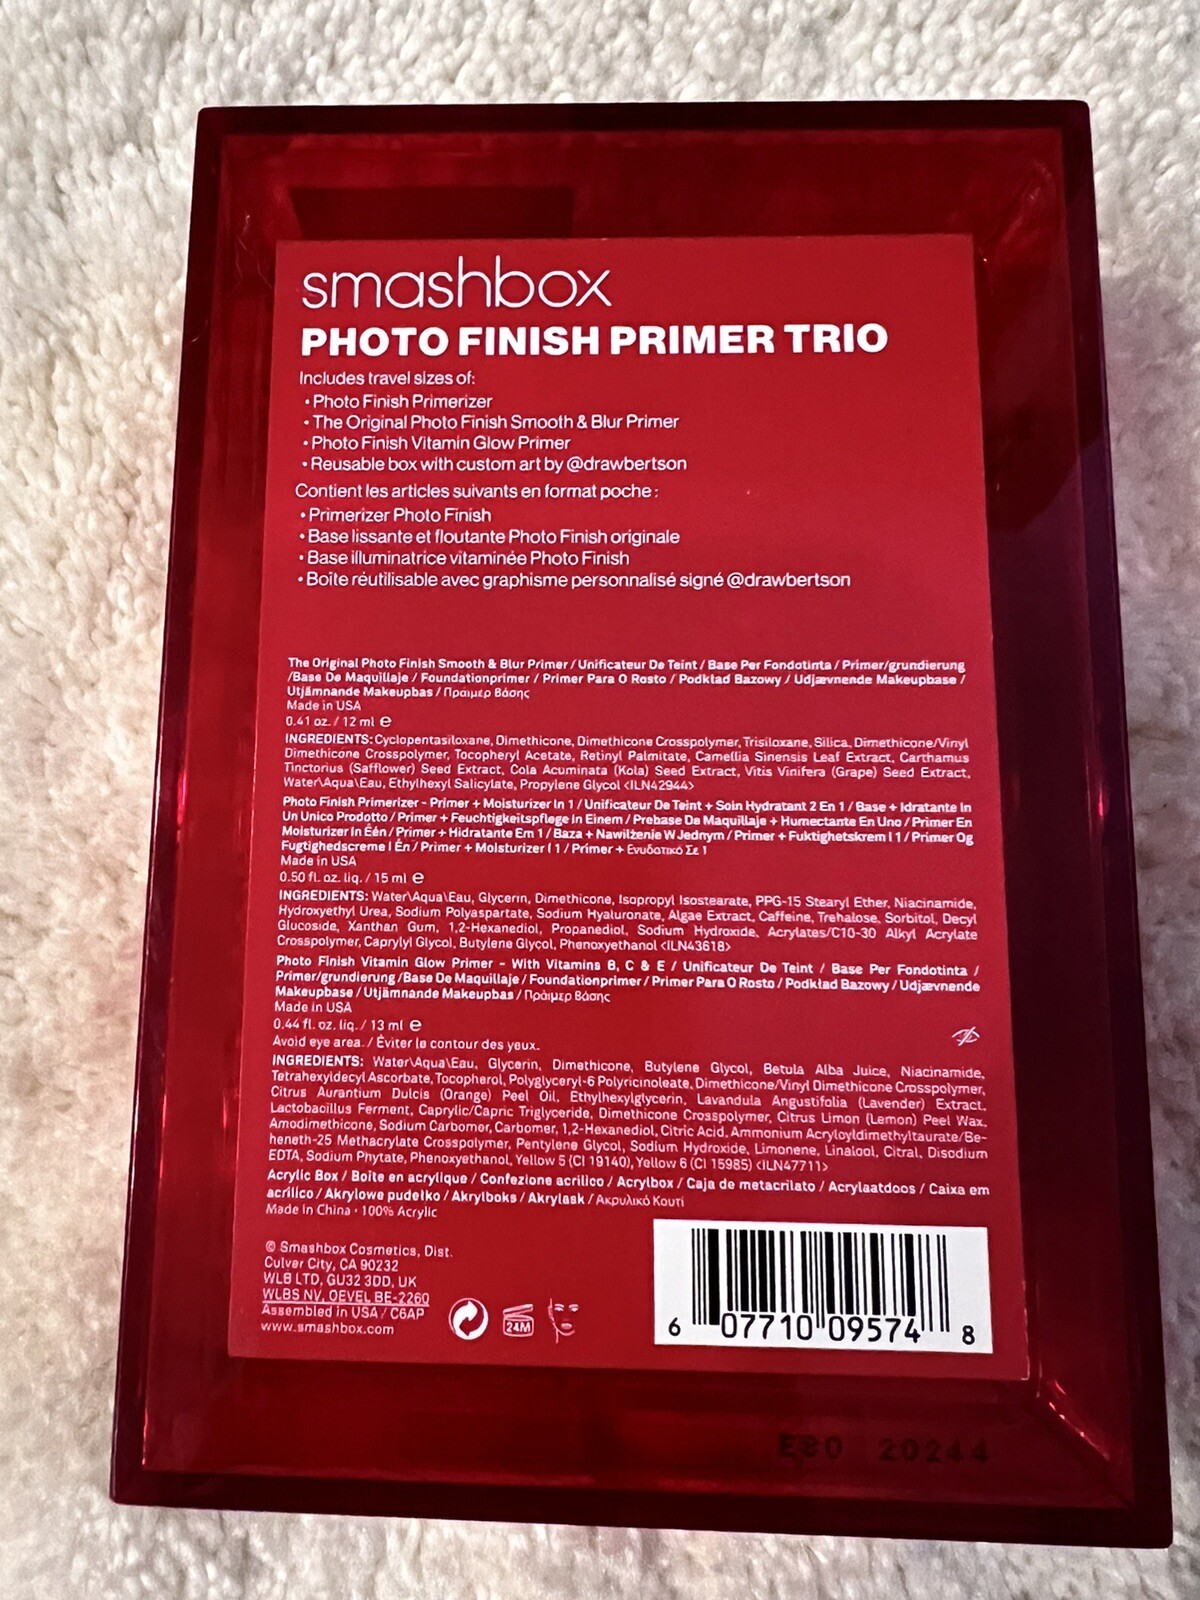 smashbox
PHOTO FINISH PRIMER TRIO
Includes travel sizes of:
• Photo Finish Primerizer
• The Original Photo Finish Smooth & Blur Primer
• Photo Finish Vitamin Glow Primer
• Reusable box with custom art by @drawbertson
Contient les articles suivants en format poche :
• Primerizer Photo Finish
• Base lissante et floutante Photo Finish originale
• Base illuminatrice vitaminée Photo Finish
• Boîte réutilisable avec graphisme personnalisé signé @drawbertson
The Original Photo Finish Smooth & Blur Primer / Unificateur De Teint / Base Per Fondotinta / Primer/grundierung
/Base De Maquillaje / Foundationprimer / Primer Para O Rosto / Podkład Bazowy / Udjævnende Makeupbase /
Utjämnande Makeupbas / Πράιμερ Βάσης
Made in USA
0.41 oz. / 12 ml ℮
INGREDIENTS: Cyclopentasiloxane, Dimethicone, Dimethicone Crosspolymer, Trisiloxane, Silica, Dimethicone/Vinyl
Dimethicone Crosspolymer, Tocopheryl Acetate, Retinyl Palmitate, Camellia Sinensis Leaf Extract, Carthamus
Tinctorius (Safflower) Seed Extract, Cola Acuminata (Kola) Seed Extract, Vitis Vinifera (Grape) Seed Extract,
Water\Aqua\Eau, Ethylhexyl Salicylate, Propylene Glycol <ILN42944>
Photo Finish Primerizer - Primer + Moisturizer In 1 / Unificateur De Teint + Soin Hydratant 2 En 1 / Base + Idratante In
Un Unico Prodotto / Primer + Feuchtigkeitspflege In Einem / Prebase De Maquillaje + Humectante En Uno / Primer En
Moisturizer In Één / Primer + Hidratante Em 1 / Baza + Nawilżenie W Jednym / Primer + Fuktighetskrem I 1 / Primer Og
Fugtighedscreme I Én / Primer + Moisturizer I 1 / Primer + Ενυδατικό Σε 1
Made in USA
0.50 fl. oz. liq. / 15 ml ℮
INGREDIENTS: Water\Aqua\Eau, Glycerin, Dimethicone, Isopropyl Isostearate, PPG-15 Stearyl Ether, Niacinamide,
Hydroxyethyl Urea, Sodium Polyaspartate, Sodium Hyaluronate, Algae Extract, Caffeine, Trehalose, Sorbitol, Decyl
Glucoside, Xanthan Gum, 1,2-Hexanediol, Propanediol, Sodium Hydroxide, Acrylates/C10-30 Alkyl Acrylate
Crosspolymer, Caprylyl Glycol, Butylene Glycol, Phenoxyethanol <ILN43618>
Photo Finish Vitamin Glow Primer - With Vitamins B, C & E / Unificateur De Teint / Base Per Fondotinta /
Primer/grundierung /Base De Maquillaje / Foundationprimer / Primer Para O Rosto / Podkład Bazowy / Udjævnende
Makeupbase / Utjämnande Makeupbas / Πράιμερ Βάσης
Made in USA
0.44 fl. oz. liq. / 13 ml ℮
Avoid eye area. / Éviter le contour des yeux.
INGREDIENTS: Water\Aqua\Eau, Glycerin, Dimethicone, Butylene Glycol, Betula Alba Juice, Niacinamide,
Tetrahexyldecyl Ascorbate, Tocopherol, Polyglyceryl-6 Polyricinoleate, Dimethicone/Vinyl Dimethicone Crosspolymer,
Citrus Aurantium Dulcis (Orange) Peel Oil, Ethylhexylglycerin, Lavandula Angustifolia (Lavender) Extract,
Lactobacillus Ferment, Caprylic/Capric Triglyceride, Dimethicone Crosspolymer, Citrus Limon (Lemon) Peel Wax,
Amodimethicone, Sodium Carbomer, Carbomer, 1,2-Hexanediol, Citric Acid, Ammonium Acryloyldimethyltaurate/Be-
heneth-25 Methacrylate Crosspolymer, Pentylene Glycol, Sodium Hydroxide, Limonene, Linalool, Citral, Disodium
EDTA, Sodium Phytate, Phenoxyethanol, Yellow 5 (CI 19140), Yellow 6 (CI 15985) <ILN47711>
Acrylic Box / Boîte en acrylique / Confezione acrilico / Acrylbox / Caja de metacrilato / Acrylaatdoos / Caixa em
acrílico / Akrylowe pudełko / Akrylboks / Akrylask / Ακρυλικό Κουτί
Made in China • 100% Acrylic
© Smashbox Cosmetics, Dist.
Culver City, CA 90232
WLB LTD, GU32 3DD, UK
WLBS NV, OEVEL BE-2260
Assembled in USA / C6AP
www.smashbox.com
24M
6 07710 09574 8
E80 20244